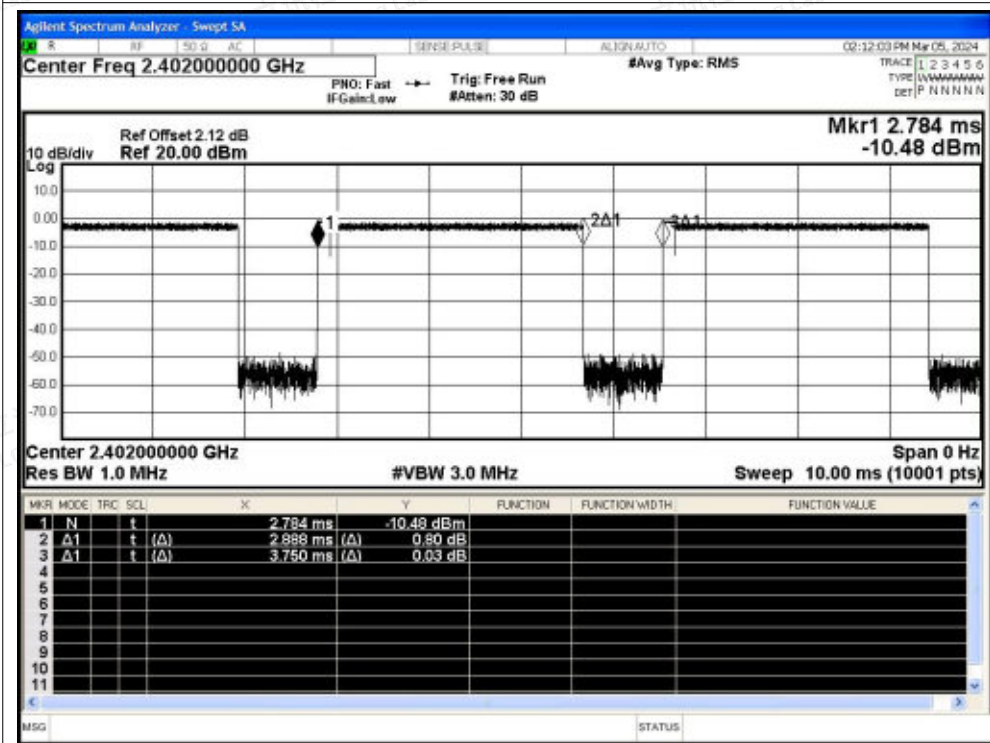 Agilent Spectrum Analyzer - Swept SA
LXI R RF 50 Ω AC SENSE:PULSE ALIGN AUTO 02:12:03 PM Mar 05, 2024
Center Freq 2.402000000 GHz #Avg Type: RMS TRACE 1 2 3 4 5 6
PNO: Fast Trig: Free Run TYPE WWWWWW
IFGain:Low #Atten: 30 dB DET P N N N N N
Mkr1 2.784 ms
Ref Offset 2.12 dB
10 dB/div Ref 20.00 dBm -10.48 dBm
Log
10.0
0.00
1 2Δ1 3Δ1
-10.0
-20.0
-30.0
-40.0
-50.0
-60.0
-70.0
Center 2.402000000 GHz Span 0 Hz
Res BW 1.0 MHz #VBW 3.0 MHz Sweep 10.00 ms (10001 pts)
MKR MODE TRC SCL X Y FUNCTION FUNCTION WIDTH FUNCTION VALUE
1 N t 2.784 ms -10.48 dBm
2 Δ1 t (Δ) 2.888 ms (Δ) 0.80 dB
3 Δ1 t (Δ) 3.750 ms (Δ) 0.03 dB
4
5
6
7
8
9
10
11
MSG STATUS